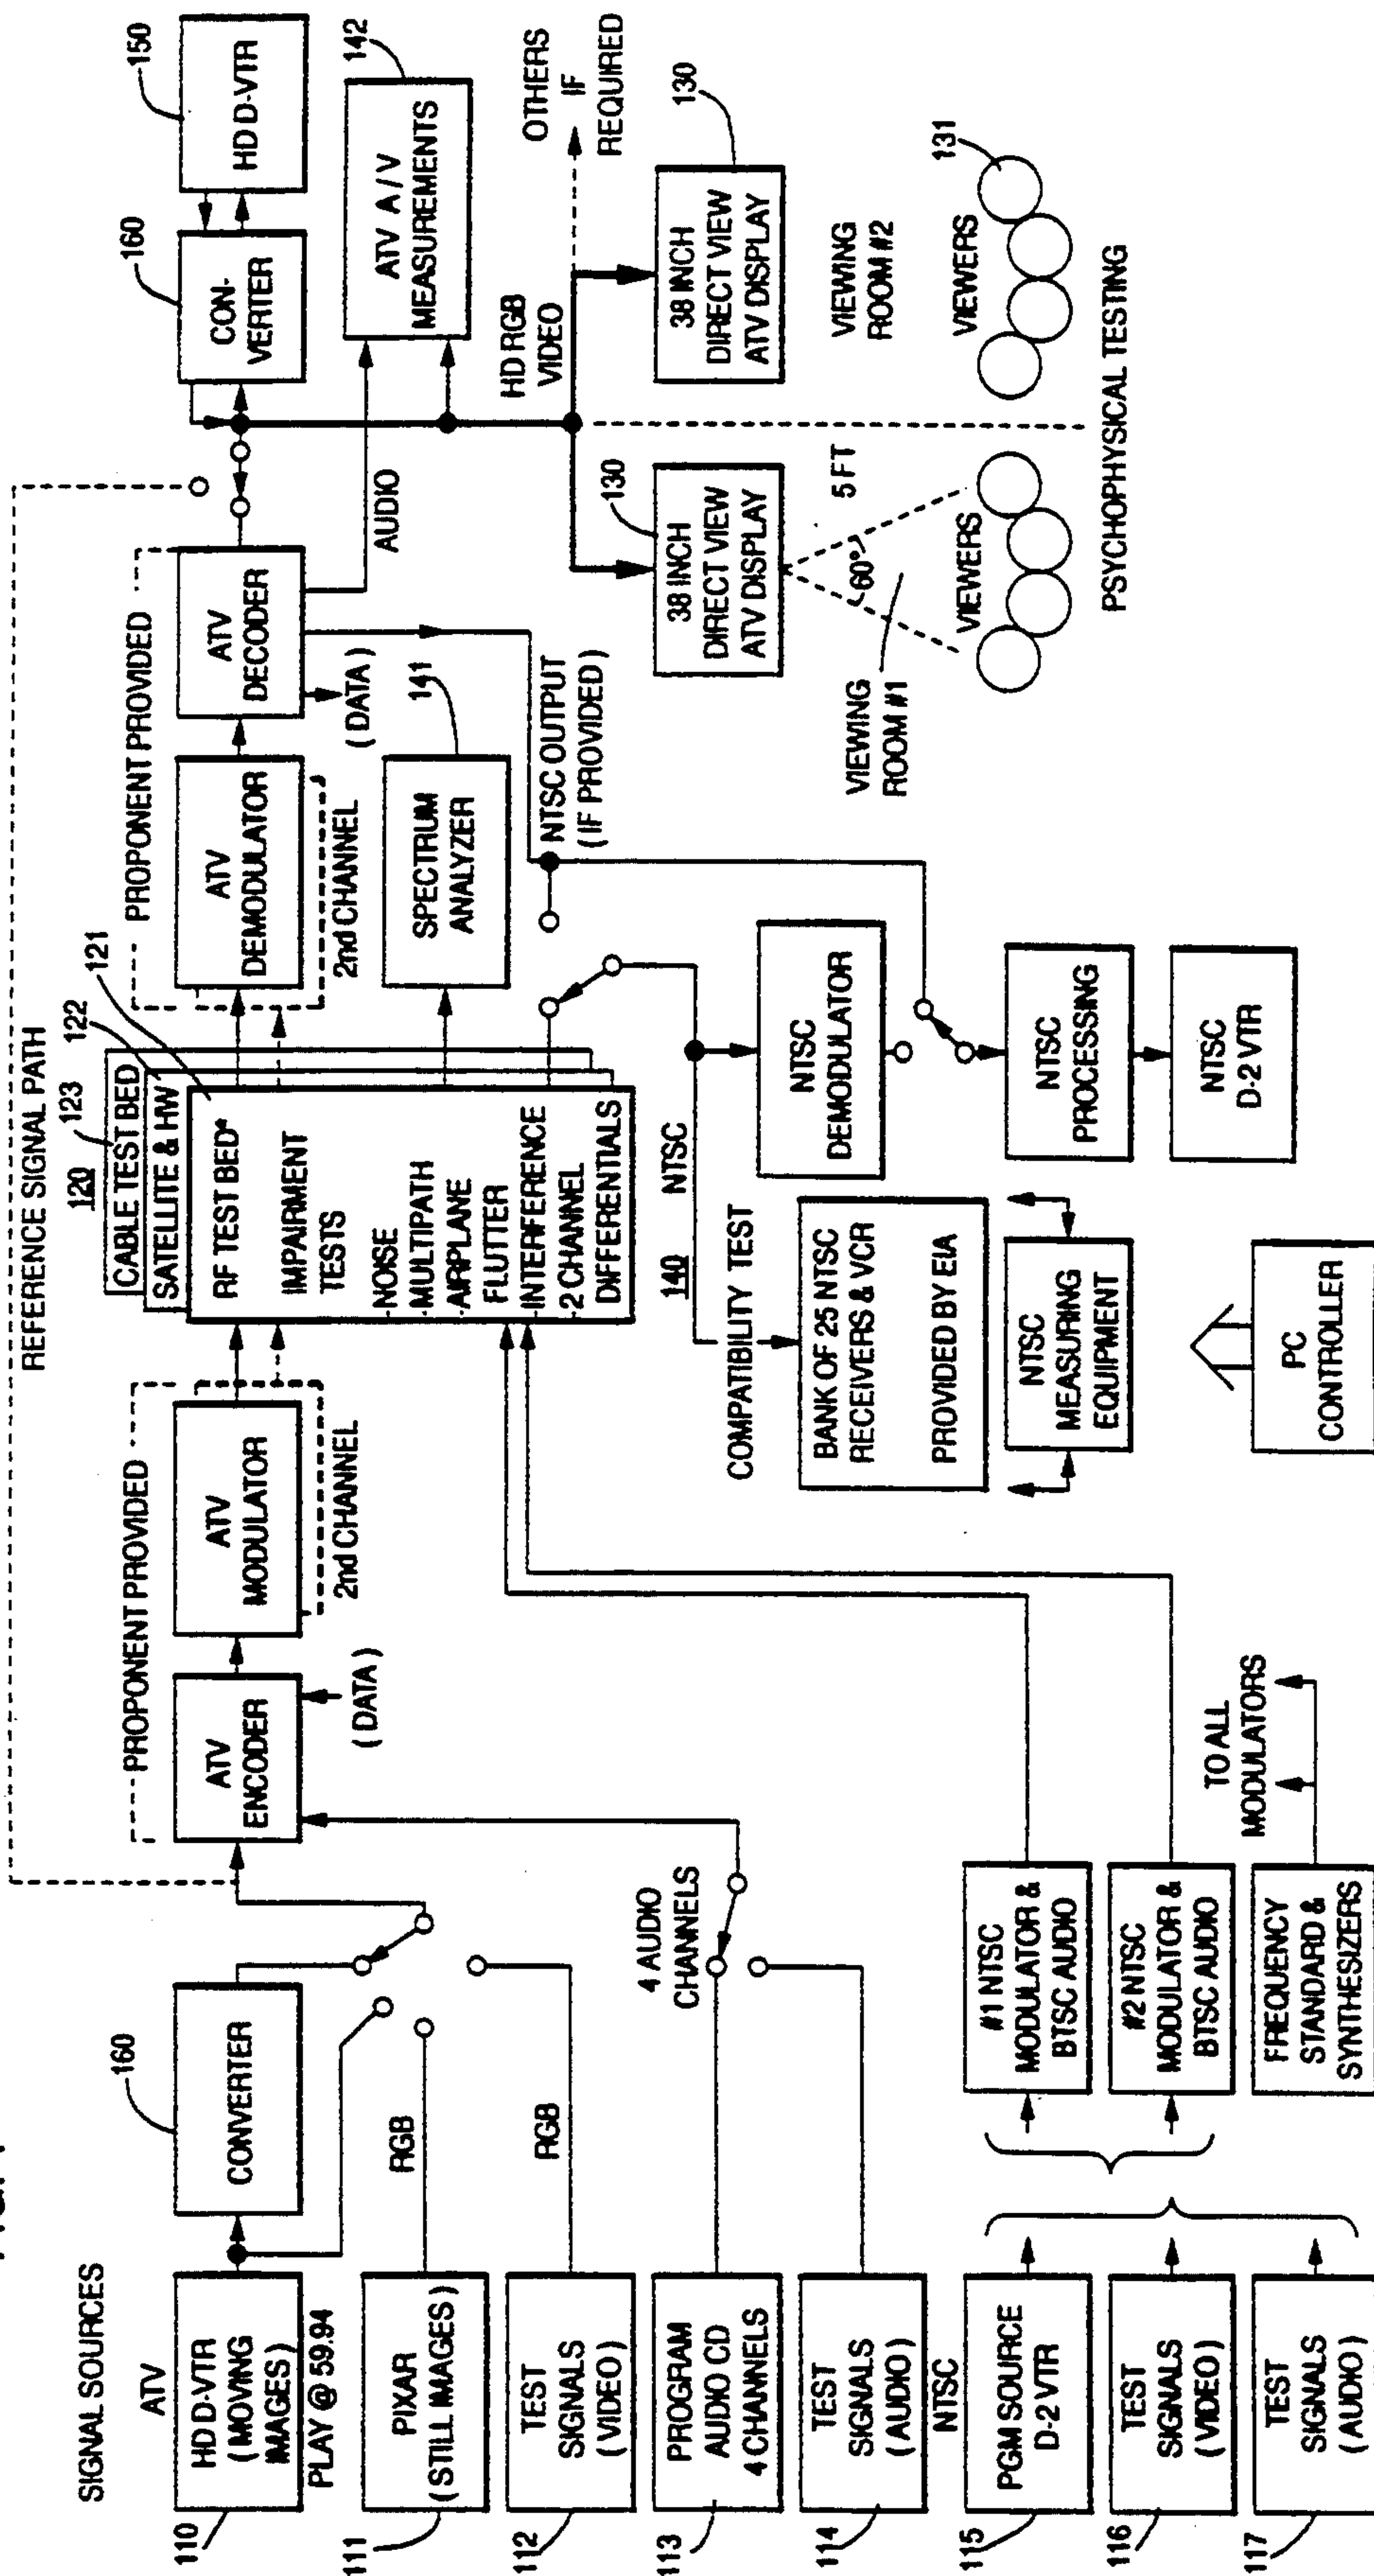 SIGNAL SOURCES
REFERENCE SIGNAL PATH
ATV
HD D-VTR
( MOVING
IMAGES )
PLAY @ 59.94
110
CONVERTER
160
PROPONENT PROVIDED
ATV
ENCODER
( DATA )
ATV
MODULATOR
2nd CHANNEL
120
CABLE TEST BED
123
SATELLITE & HW
122
RF TEST BED*
121
IMPAIRMENT
TESTS
-NOISE
-MULTIPATH
-AIRPLANE
FLUTTER
-INTERFERENCE
-2 CHANNEL
DIFFERENTIALS
PROPONENT PROVIDED
ATV
DEMODULATOR
2nd CHANNEL
ATV
DECODER
( DATA )
AUDIO
CON-
VERTER
160
HD D-VTR
150
ATV A / V
MEASUREMENTS
142
SPECTRUM
ANALYZER
141
NTSC OUTPUT
( IF PROVIDED )
HD RGB
VIDEO
OTHERS
IF
REQUIRED
PIXAR
( STILL IMAGES )
111
RGB
TEST
SIGNALS
( VIDEO )
112
RGB
PROGRAM
AUDIO CD
4 CHANNELS
113
4 AUDIO
CHANNELS
TEST
SIGNALS
( AUDIO )
114
NTSC
140
NTSC
COMPATIBILITY TEST
BANK OF 25 NTSC
RECEIVERS & VCR
PROVIDED BY EIA
NTSC
DEMODULATOR
NTSC
MEASURING
EQUIPMENT
NTSC
PROCESSING
NTSC
D-2 VTR
PC
CONTROLLER
38 INCH
DIRECT VIEW
ATV DISPLAY
130
60°
5 FT
VIEWING
ROOM #1
VIEWERS
38 INCH
DIRECT VIEW
ATV DISPLAY
130
VIEWING
ROOM #2
VIEWERS
131
PSYCHOPHYSICAL TESTING
PGM SOURCE
D-2 VTR
115
TEST
SIGNALS
( VIDEO )
116
TEST
SIGNALS
( AUDIO )
117
#1 NTSC
MODULATOR &
BTSC AUDIO
#2 NTSC
MODULATOR &
BTSC AUDIO
FREQUENCY
STANDARD &
SYNTHESIZERS
TO ALL
MODULATORS